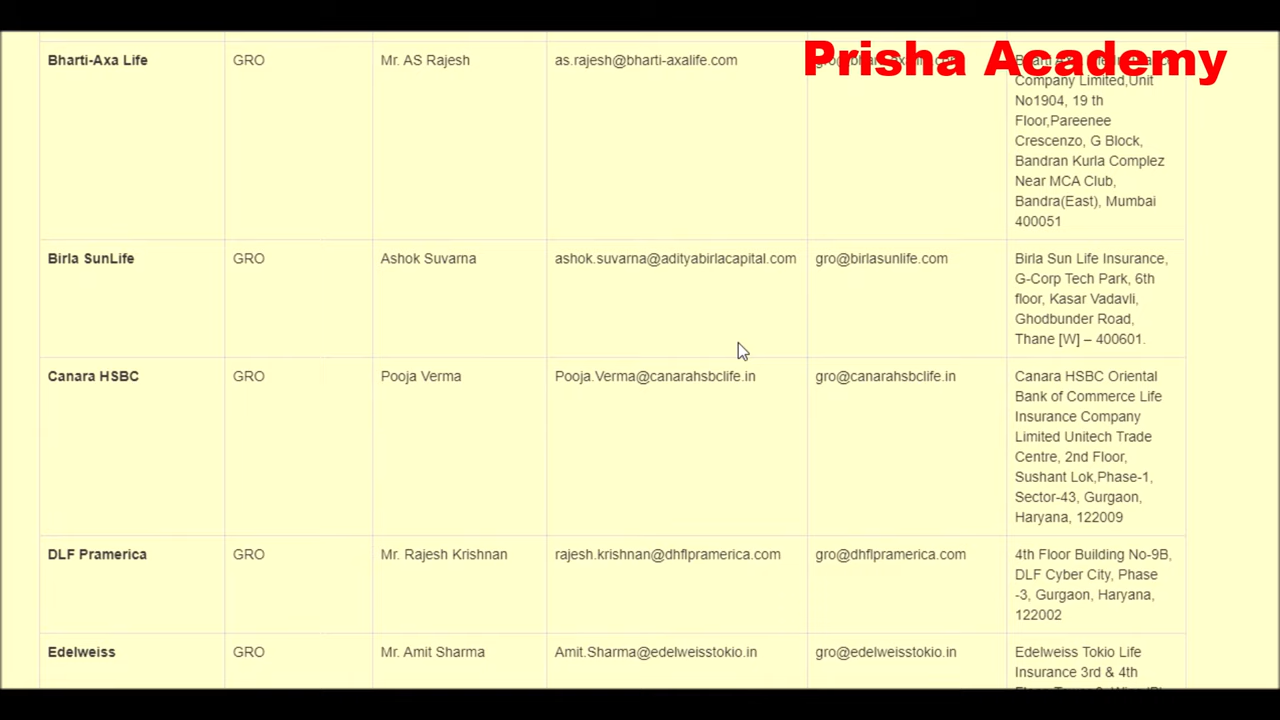 Prisha Academy
Bharti-Axa Life GRO Mr. AS Rajesh as.rajesh@bharti-axalife.com
Company Limited,Unit
No1904, 19 th
Floor,Pareenee
Crescenzo, G Block,
Bandran Kurla Complez
Near MCA Club,
Bandra(East), Mumbai
400051
Birla SunLife GRO Ashok Suvarna ashok.suvarna@adityabirlacapital.com gro@birlasunlife.com Birla Sun Life Insurance,
G-Corp Tech Park, 6th
floor, Kasar Vadavli,
Ghodbunder Road,
Thane [W] – 400601.
Canara HSBC GRO Pooja Verma Pooja.Verma@canarahsbclife.in gro@canarahsbclife.in Canara HSBC Oriental
Bank of Commerce Life
Insurance Company
Limited Unitech Trade
Centre, 2nd Floor,
Sushant Lok,Phase-1,
Sector-43, Gurgaon,
Haryana, 122009
DLF Pramerica GRO Mr. Rajesh Krishnan rajesh.krishnan@dhflpramerica.com gro@dhflpramerica.com 4th Floor Building No-9B,
DLF Cyber City, Phase
-3, Gurgaon, Haryana,
122002
Edelweiss GRO Mr. Amit Sharma Amit.Sharma@edelweisstokio.in gro@edelweisstokio.in Edelweiss Tokio Life
Insurance 3rd & 4th